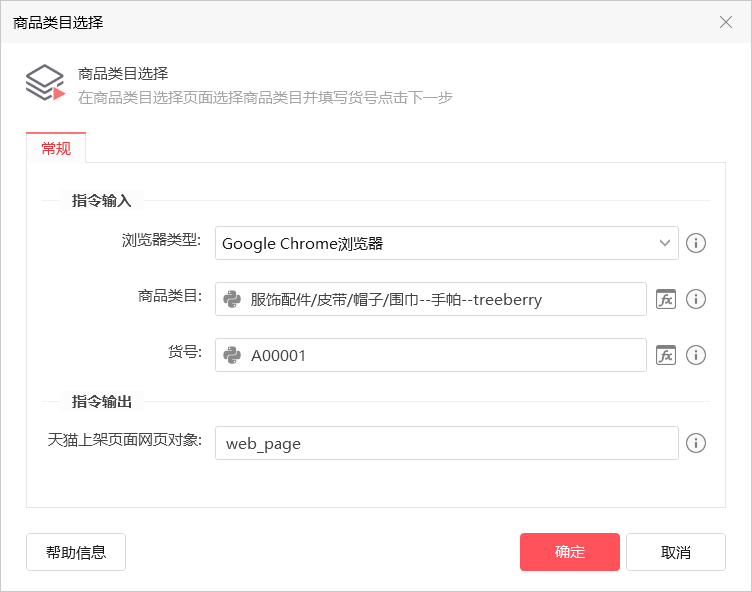 商品类目选择
商品类目选择
在商品类目选择页面选择商品类目并填写货号点击下一步
常规
指令输入
浏览器类型: Google Chrome浏览器
商品类目: 服饰配件/皮带/帽子/围巾--手帕--treeberry fx
货号: A00001 fx
指令输出
天猫上架页面网页对象: web_page
帮助信息 确定 取消